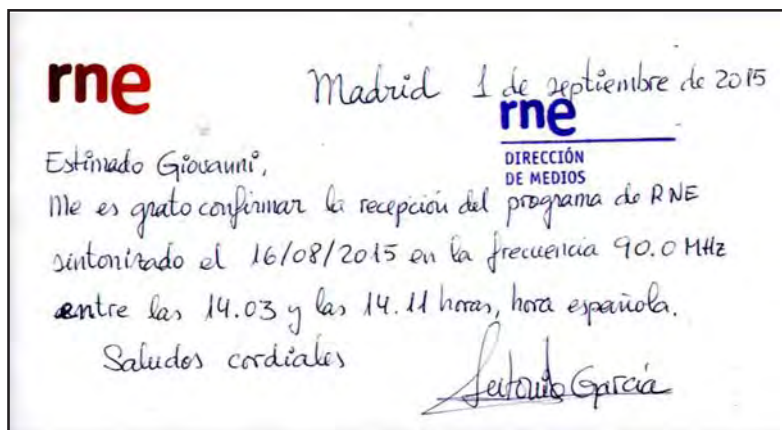 rne
Madrid 1 de septiembre de 2015
rne
DIRECCIÓN
DE MEDIOS
Estimado Giovanni,
Me es grato confirmar la recepción del programa de RNE
sintonizado el 16/08/2015 en la frecuencia 90.0 MHz
entre las 14.03 y las 14.11 horas, hora española.
Saludos cordiales
Antonio García